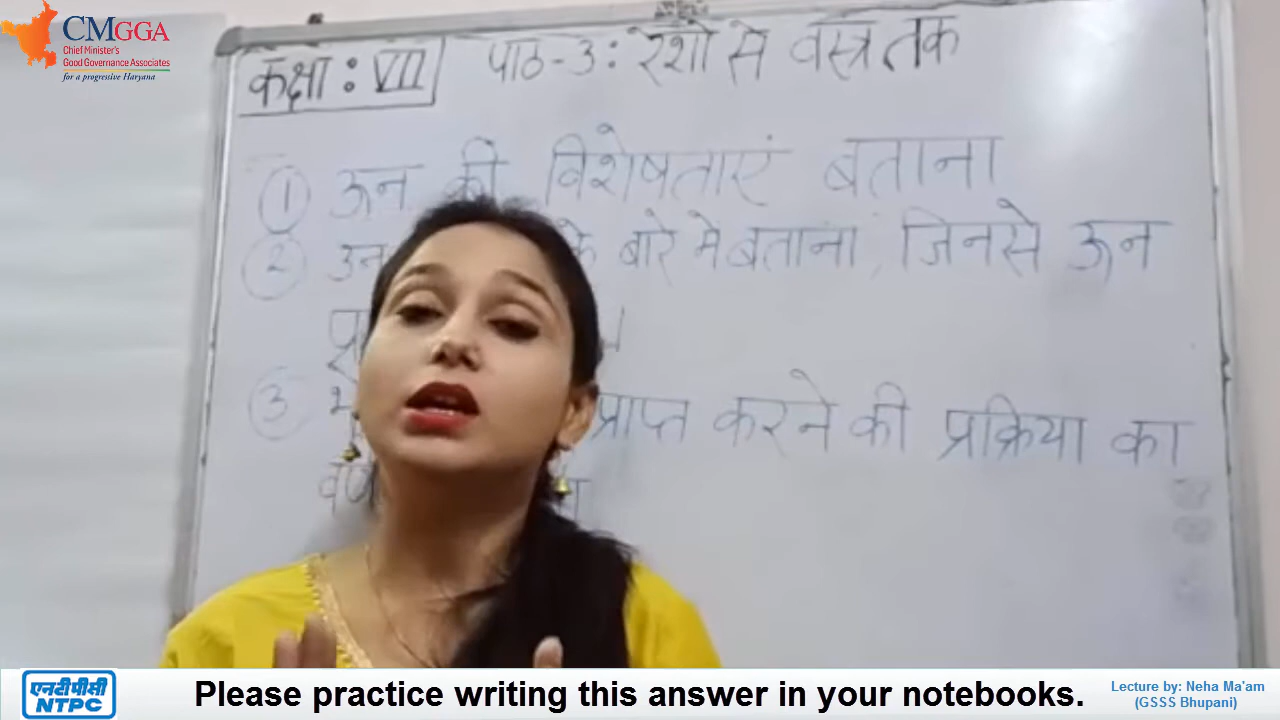 CMGGA
Chief Minister's
Good Governance Associates
for a progressive Haryana
कक्षा : VII पाठ-3 : रेशों से वस्त्र तक
① ऊन की विशेषताएं बताना
② के बारे में बताना, जिनसे ऊन
③ प्राप्त करने की प्रक्रिया का
एनटीपीसी
NTPC
Please practice writing this answer in your notebooks.
Lecture by: Neha Ma'am
(GSSS Bhupani)